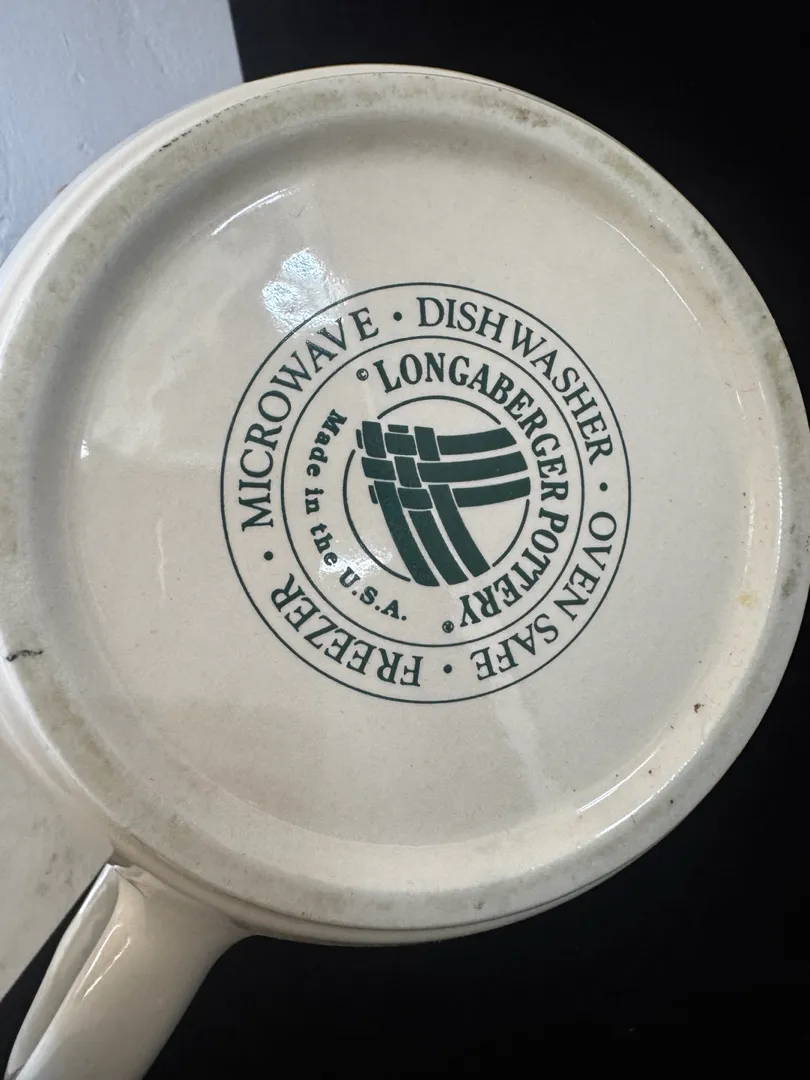 MICROWAVE · DISHWASHER · OVEN SAFE · FREEZER ·
© LONGABERGER POTTERY®
Made in the U.S.A.